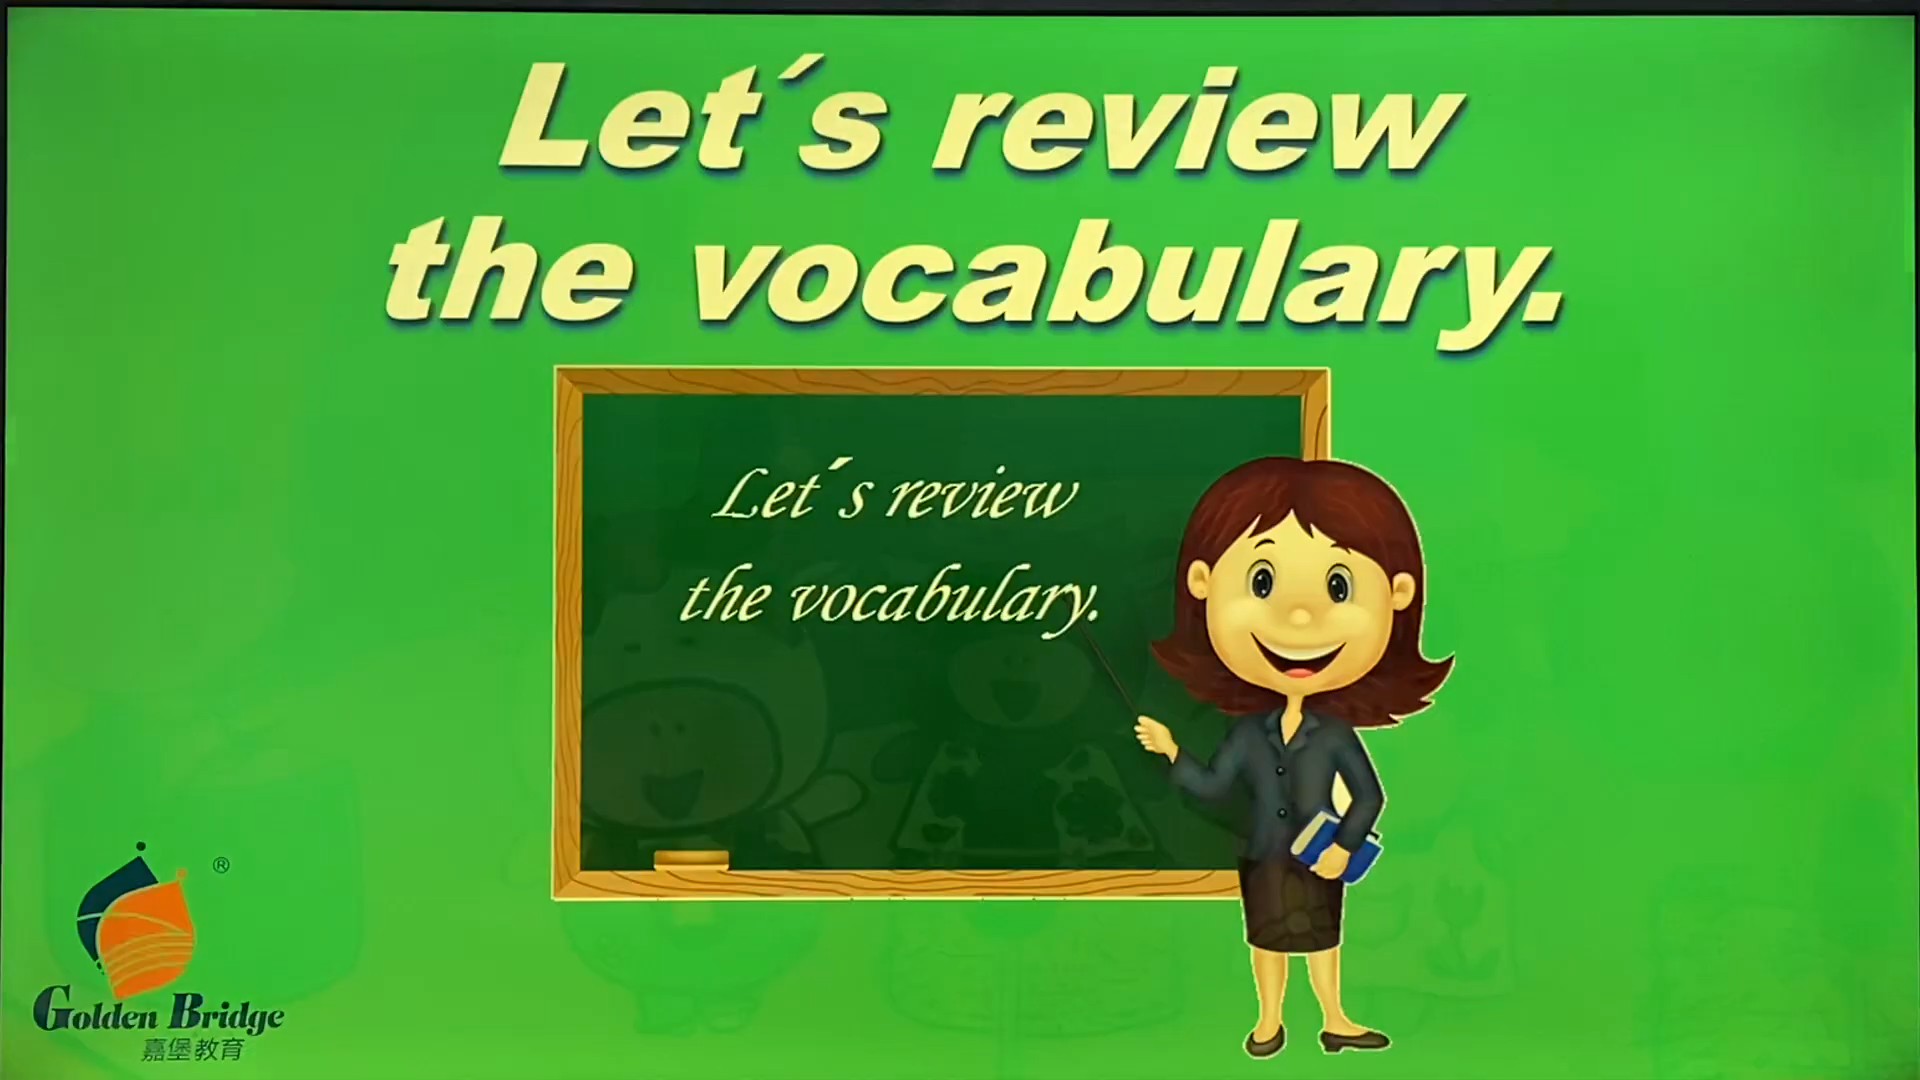 Let´s review
the vocabulary.
Let´s review
the vocabulary.
®
Golden Bridge
嘉堡教育